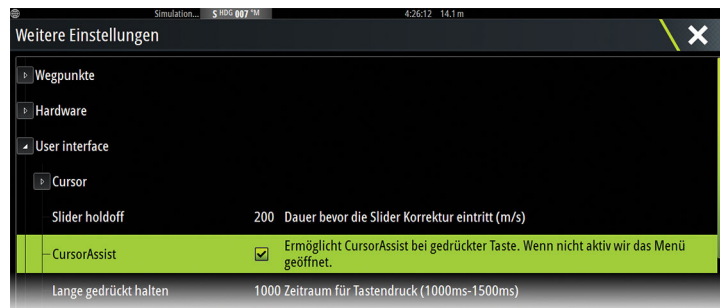 Simulation... S HDG 007 °M 4:26:12 14.1 m
Weitere Einstellungen
Wegpunkte
Hardware
User interface
Cursor
Slider holdoff 200 Dauer bevor die Slider Korrektur eintritt (m/s)
CursorAssist Ermöglicht CursorAssist bei gedrückter Taste. Wenn nicht aktiv wir das Menü
geöffnet.
Lange gedrückt halten 1000 Zeitraum für Tastendruck (1000ms-1500ms)